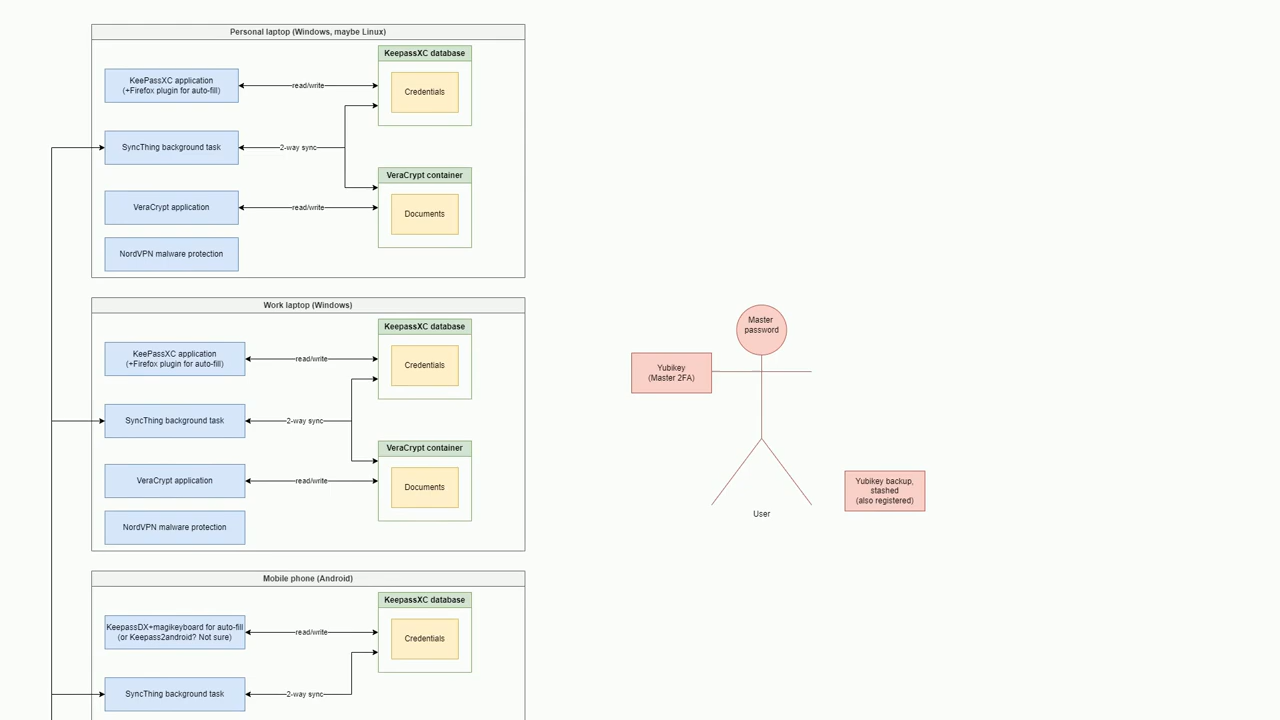 Personal laptop (Windows, maybe Linux)
KeepassXC database
KeePassXC application
(+Firefox plugin for auto-fill)
read/write
Credentials
SyncThing background task
2-way sync
VeraCrypt container
VeraCrypt application
read/write
Documents
NordVPN malware protection
Work laptop (Windows)
KeepassXC database
KeePassXC application
(+Firefox plugin for auto-fill)
read/write
Credentials
SyncThing background task
2-way sync
VeraCrypt container
VeraCrypt application
read/write
Documents
NordVPN malware protection
Master
password
Yubikey
(Master 2FA)
Yubikey backup,
stashed
(also registered)
User
Mobile phone (Android)
KeepassXC database
KeepassDX+magikeyboard for auto-fill
(or Keepass2android? Not sure)
read/write
Credentials
SyncThing background task
2-way sync